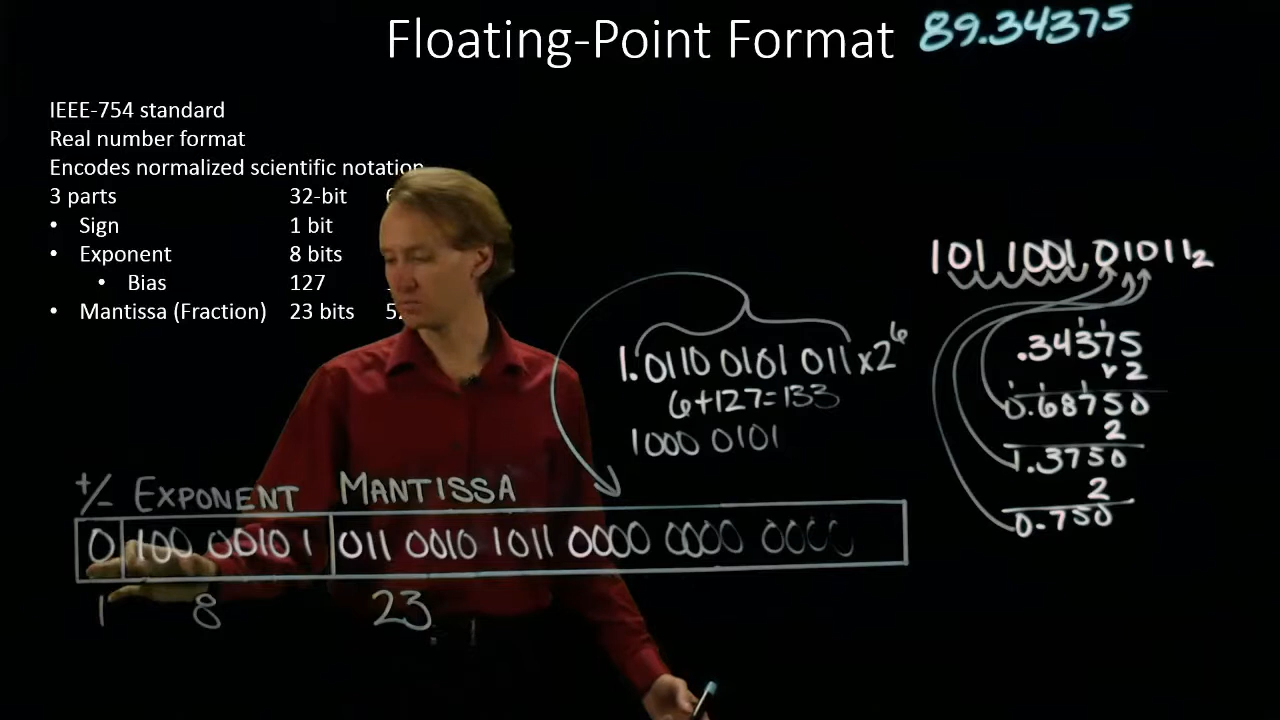 Floating-Point Format 89.34375
IEEE-754 standard
Real number format
Encodes normalized scientific notation
3 parts 32-bit
• Sign 1 bit
• Exponent 8 bits
• Bias 127
• Mantissa (Fraction) 23 bits
101 1001.01011₂
.34375
x2
0.68750
2
1.3750
2
0.750
1.0110 0101 011x2⁶
6+127=133
1000 0101
+/- EXPONENT MANTISSA
0 100 0010 1 011 0010 1011 0000 0000 0000
1 8 23